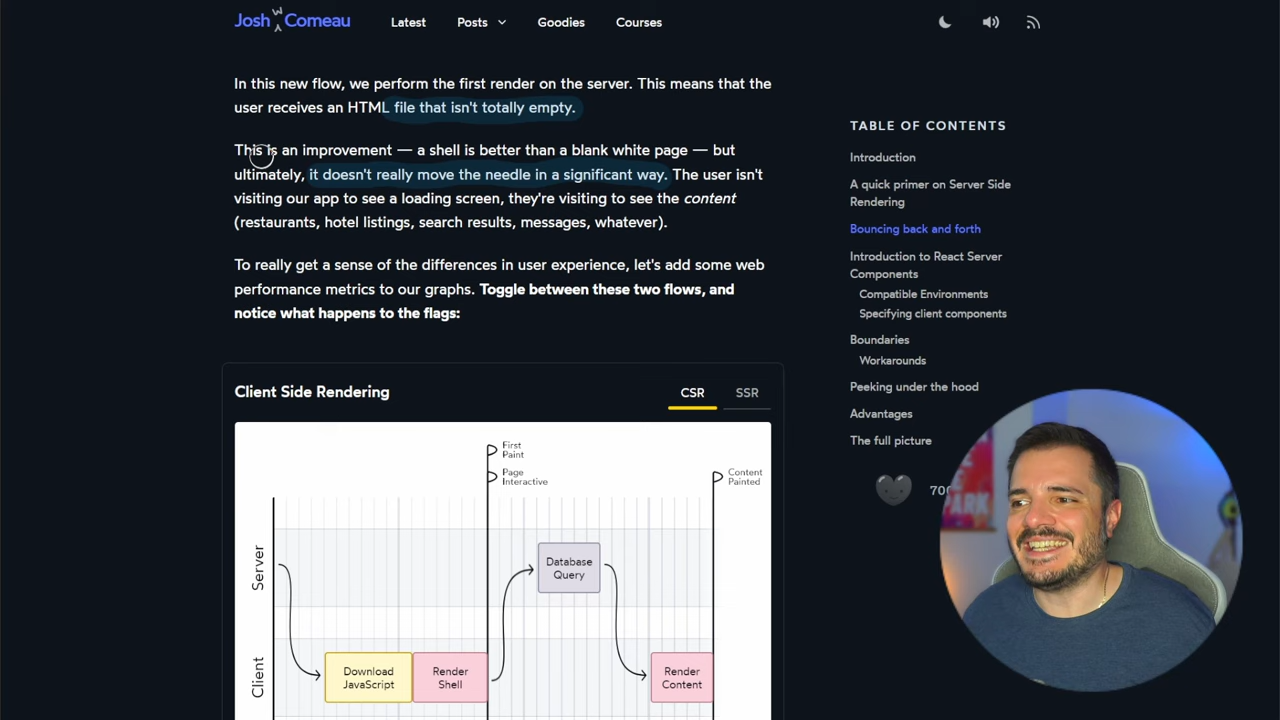 Josh W Comeau
Latest
Posts
Goodies
Courses
In this new flow, we perform the first render on the server. This means that the
user receives an HTML file that isn't totally empty.
This is an improvement — a shell is better than a blank white page — but
ultimately, it doesn't really move the needle in a significant way. The user isn't
visiting our app to see a loading screen, they're visiting to see the content
(restaurants, hotel listings, search results, messages, whatever).
To really get a sense of the differences in user experience, let's add some web
performance metrics to our graphs. Toggle between these two flows, and
notice what happens to the flags:
Client Side Rendering
CSR
SSR
First
Paint
Page
Interactive
Content
Painted
Server
Database
Query
Client
Download
JavaScript
Render
Shell
Render
Content
TABLE OF CONTENTS
Introduction
A quick primer on Server Side
Rendering
Bouncing back and forth
Introduction to React Server
Components
Compatible Environments
Specifying client components
Boundaries
Workarounds
Peeking under the hood
Advantages
The full picture